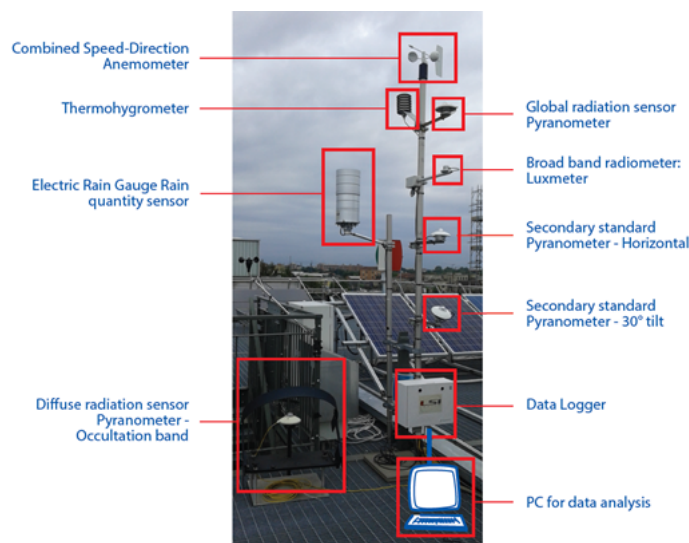 Combined Speed-Direction
Anemometer
Thermohygrometer
Electric Rain Gauge Rain
quantity sensor
Diffuse radiation sensor
Pyranometer -
Occultation band
Global radiation sensor
Pyranometer
Broad band radiometer:
Luxmeter
Secondary standard
Pyranometer - Horizontal
Secondary standard
Pyranometer - 30° tilt
Data Logger
PC for data analysis